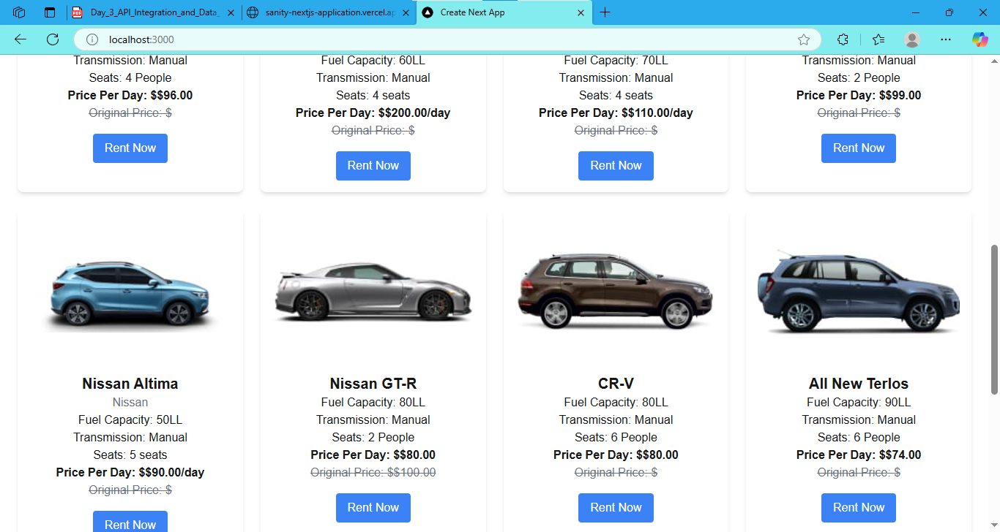 Day_3_API_Integration_and_Data_
sanity-nextjs-application.vercel.ap
Create Next App
localhost:3000
Transmission: Manual
Seats: 4 People
Price Per Day: $$96.00
Original Price: $
Rent Now
Fuel Capacity: 60LL
Transmission: Manual
Seats: 4 seats
Price Per Day: $$200.00/day
Original Price: $
Rent Now
Fuel Capacity: 70LL
Transmission: Manual
Seats: 4 seats
Price Per Day: $$110.00/day
Original Price: $
Rent Now
Transmission: Manual
Seats: 2 People
Price Per Day: $$99.00
Original Price: $
Rent Now
Nissan Altima
Nissan
Fuel Capacity: 50LL
Transmission: Manual
Seats: 5 seats
Price Per Day: $$90.00/day
Original Price: $
Rent Now
Nissan GT-R
Fuel Capacity: 80LL
Transmission: Manual
Seats: 2 People
Price Per Day: $$80.00
Original Price: $$100.00
Rent Now
CR-V
Fuel Capacity: 80LL
Transmission: Manual
Seats: 6 People
Price Per Day: $$80.00
Original Price: $
Rent Now
All New Terlos
Fuel Capacity: 90LL
Transmission: Manual
Seats: 6 People
Price Per Day: $$74.00
Original Price: $
Rent Now